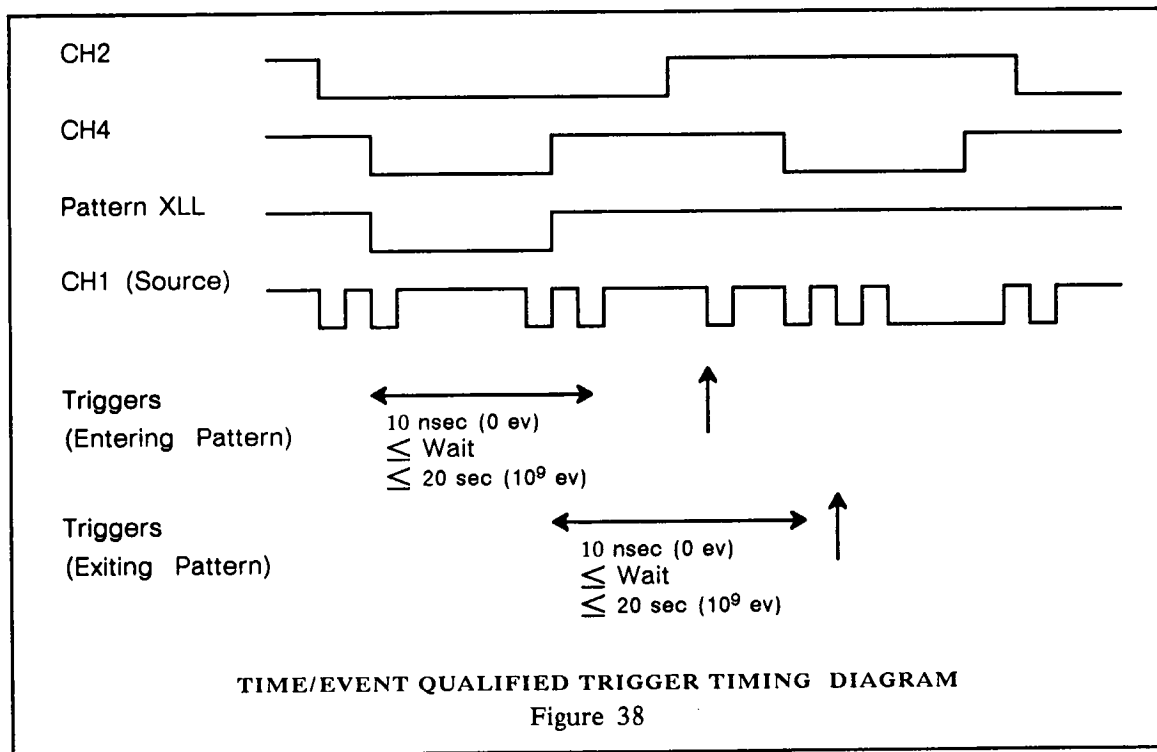 CH2
CH4
Pattern XLL
CH1 (Source)
Triggers
(Entering Pattern)
10 nsec (0 ev)
≤ Wait
≤ 20 sec (10⁹ ev)
Triggers
(Exiting Pattern)
10 nsec (0 ev)
≤ Wait
≤ 20 sec (10⁹ ev)
TIME/EVENT QUALIFIED TRIGGER TIMING DIAGRAM
Figure 38